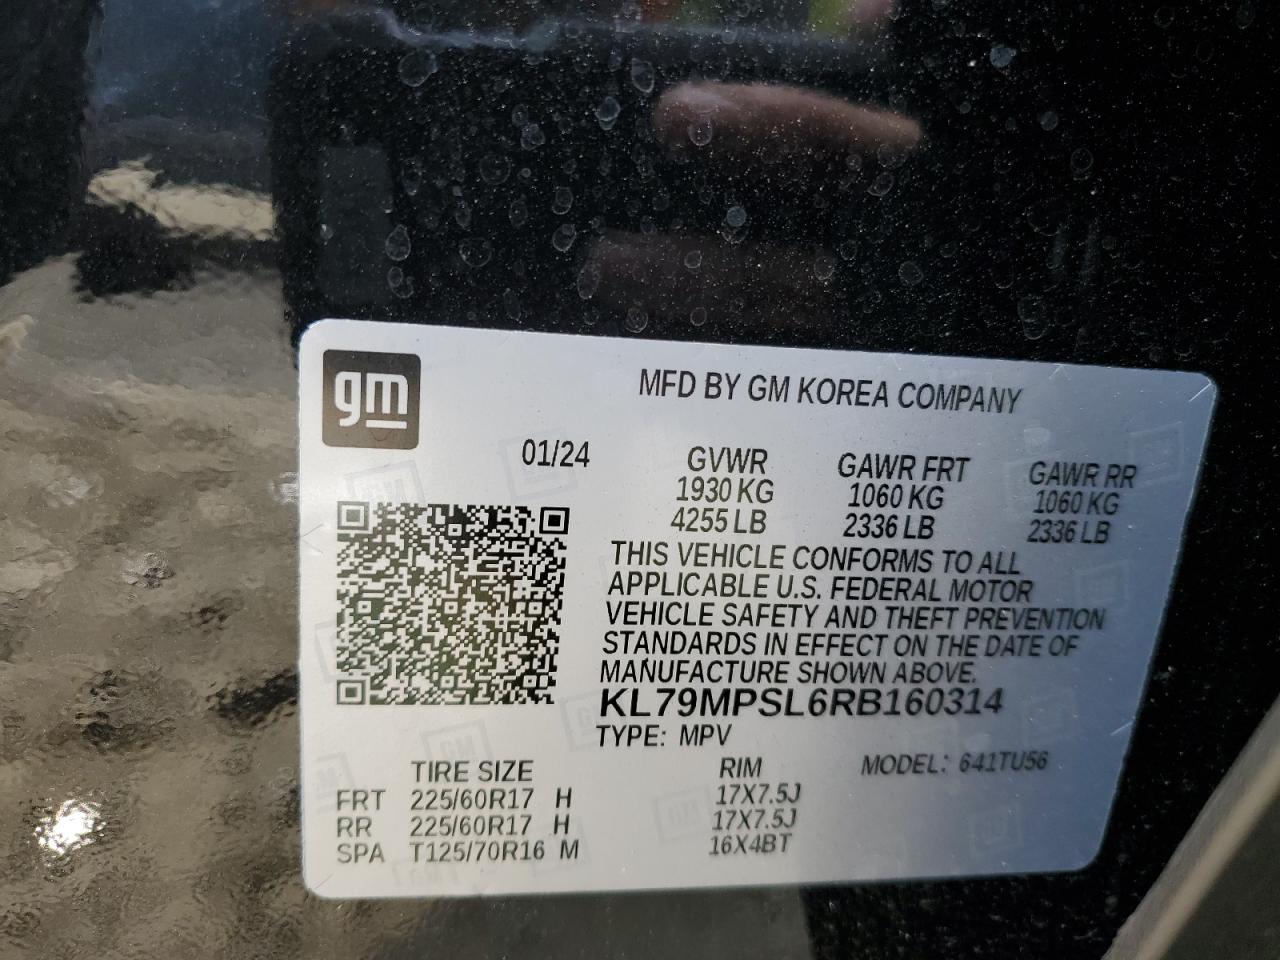 gm
MFD BY GM KOREA COMPANY
01/24 GVWR GAWR FRT GAWR RR
1930 KG 1060 KG 1060 KG
4255 LB 2336 LB 2336 LB
THIS VEHICLE CONFORMS TO ALL
APPLICABLE U.S. FEDERAL MOTOR
VEHICLE SAFETY AND THEFT PREVENTION
STANDARDS IN EFFECT ON THE DATE OF
MANUFACTURE SHOWN ABOVE.
KL79MPSL6RB160314
TYPE: MPV MODEL: 641TU56
TIRE SIZE RIM
FRT 225/60R17 H 17X7.5J
RR 225/60R17 H 17X7.5J
SPA T125/70R16 M 16X4BT